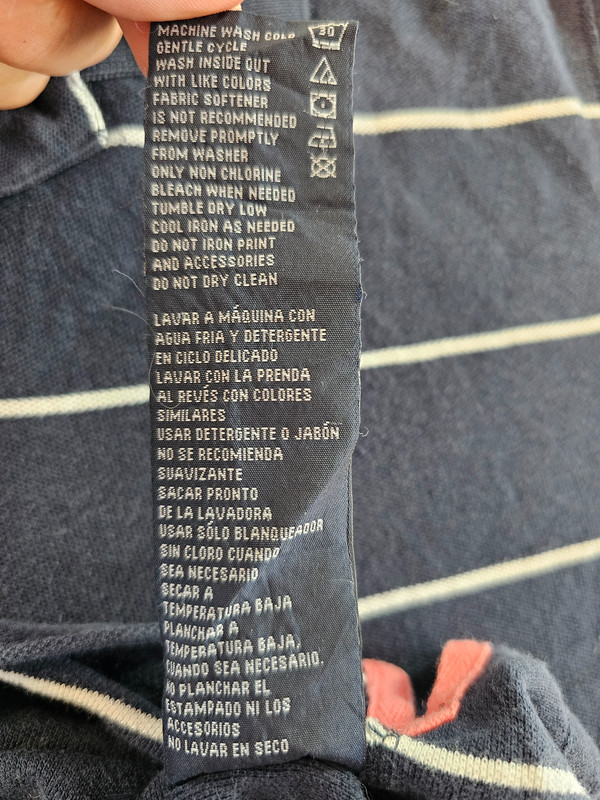 MACHINE WASH COLD
GENTLE CYCLE
WASH INSIDE OUT
WITH LIKE COLORS
FABRIC SOFTENER
IS NOT RECOMMENDED
REMOVE PROMPTLY
FROM WASHER
ONLY NON CHLORINE
BLEACH WHEN NEEDED
TUMBLE DRY LOW
COOL IRON AS NEEDED
DO NOT IRON PRINT
AND ACCESSORIES
DO NOT DRY CLEAN
30
LAVAR A MÁQUINA CON
AGUA FRIA Y DETERGENTE
EN CICLO DELICADO
LAVAR CON LA PRENDA
AL REVÉS CON COLORES
SIMILARES
USAR DETERGENTE O JABÓN
NO SE RECOMIENDA
SUAVIZANTE
SACAR PRONTO
DE LA LAVADORA
USAR SÓLO BLANQUEADOR
SIN CLORO CUANDO
SEA NECESARIO
SECAR A
TEMPERATURA BAJA
PLANCHAR A
TEMPERATURA BAJA,
CUANDO SEA NECESARIO.
NO PLANCHAR EL
ESTAMPADO NI LOS
ACCESORIOS
NO LAVAR EN SECO